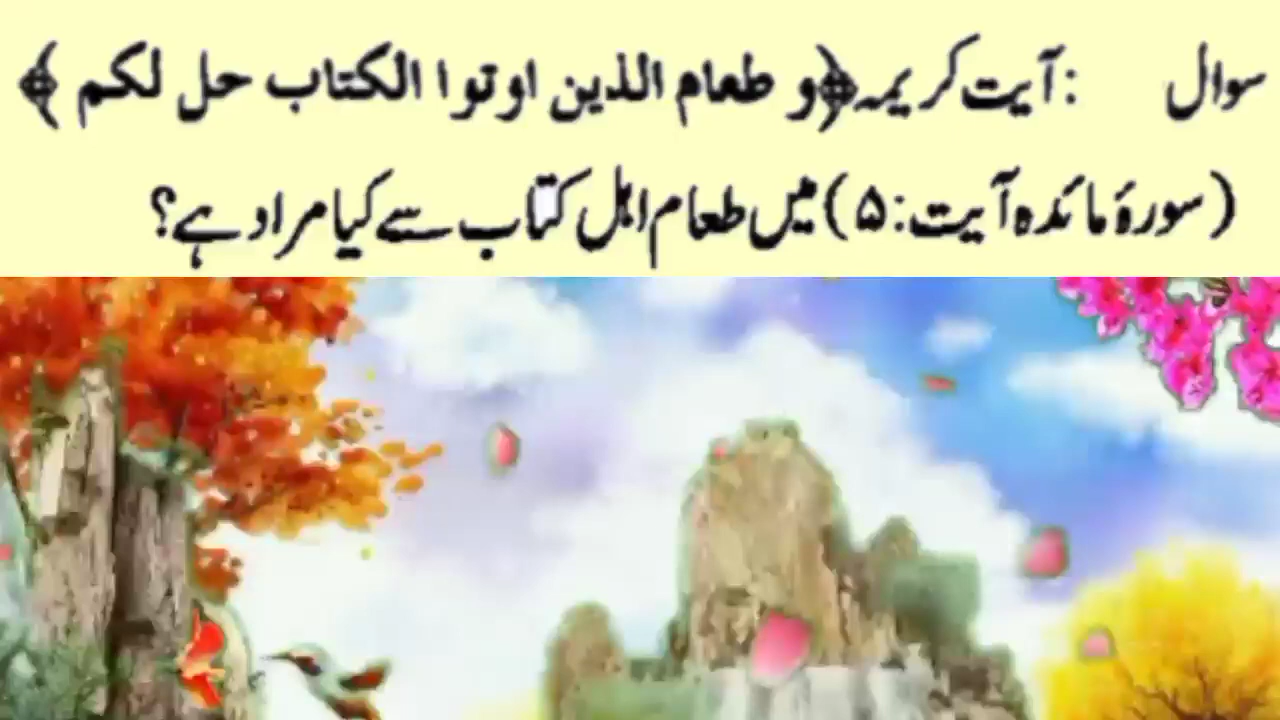 سوال :آیت کریمہ﴿و طعام الذین اوتوا الکتاب حل لکم ﴾
(سورۂ مائدہ آیت:۵) میں طعام اہل کتاب سے کیا مراد ہے؟